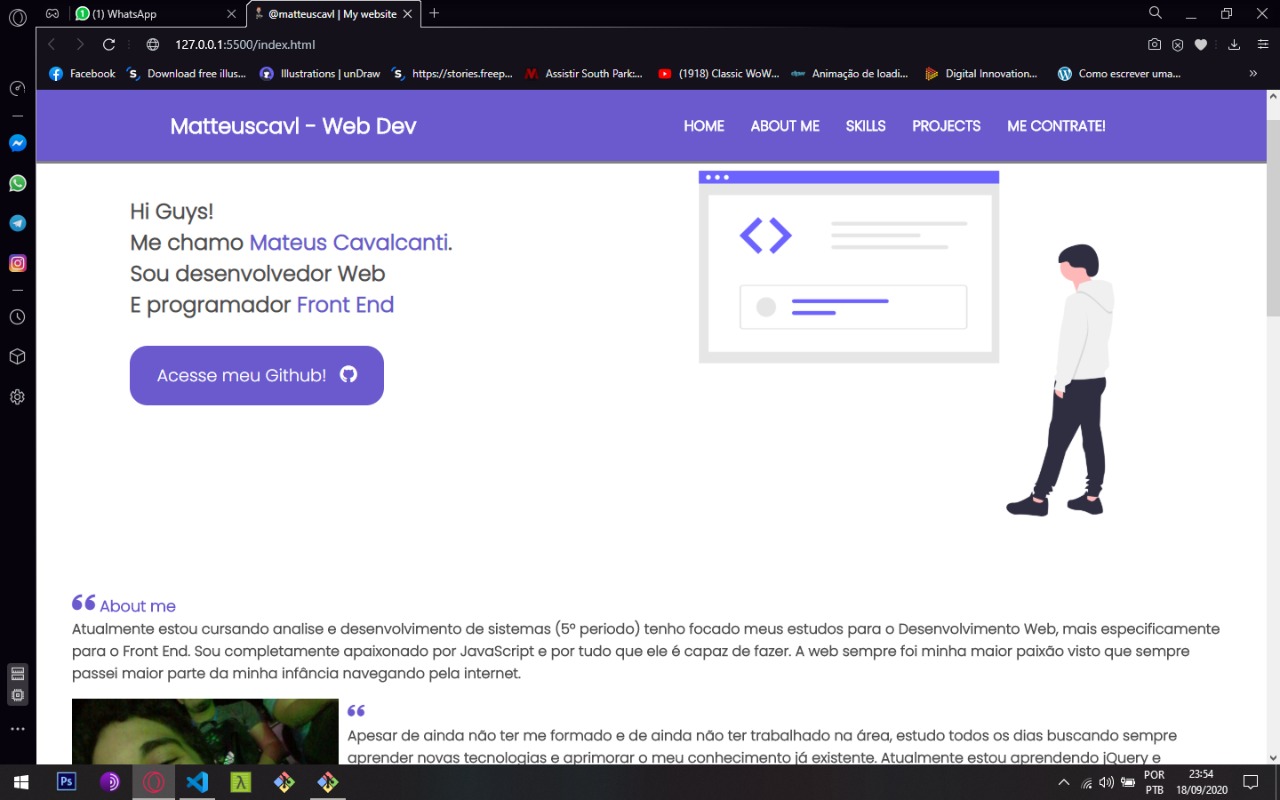 (1) WhatsApp
@matteuscavl | My website
127.0.0.1:5500/index.html
Facebook
Download free illus...
Illustrations | unDraw
https://stories.freep...
Assistir South Park:...
(1918) Classic WoW...
Animação de loadi...
Digital Innovation...
Como escrever uma...
Matteuscavl - Web Dev
HOME
ABOUT ME
SKILLS
PROJECTS
ME CONTRATE!
Hi Guys!
Me chamo Mateus Cavalcanti.
Sou desenvolvedor Web
E programador Front End
Acesse meu Github!
About me
Atualmente estou cursando analise e desenvolvimento de sistemas (5º periodo) tenho focado meus estudos para o Desenvolvimento Web, mais especificamente
para o Front End. Sou completamente apaixonado por JavaScript e por tudo que ele é capaz de fazer. A web sempre foi minha maior paixão visto que sempre
passei maior parte da minha infância navegando pela internet.
Apesar de ainda não ter me formado e de ainda não ter trabalhado na área, estudo todos os dias buscando sempre
aprender novas tecnologias e aprimorar o meu conhecimento já existente. Atualmente estou aprendendo jQuery e
Ps
POR
PTB
23:54
18/09/2020